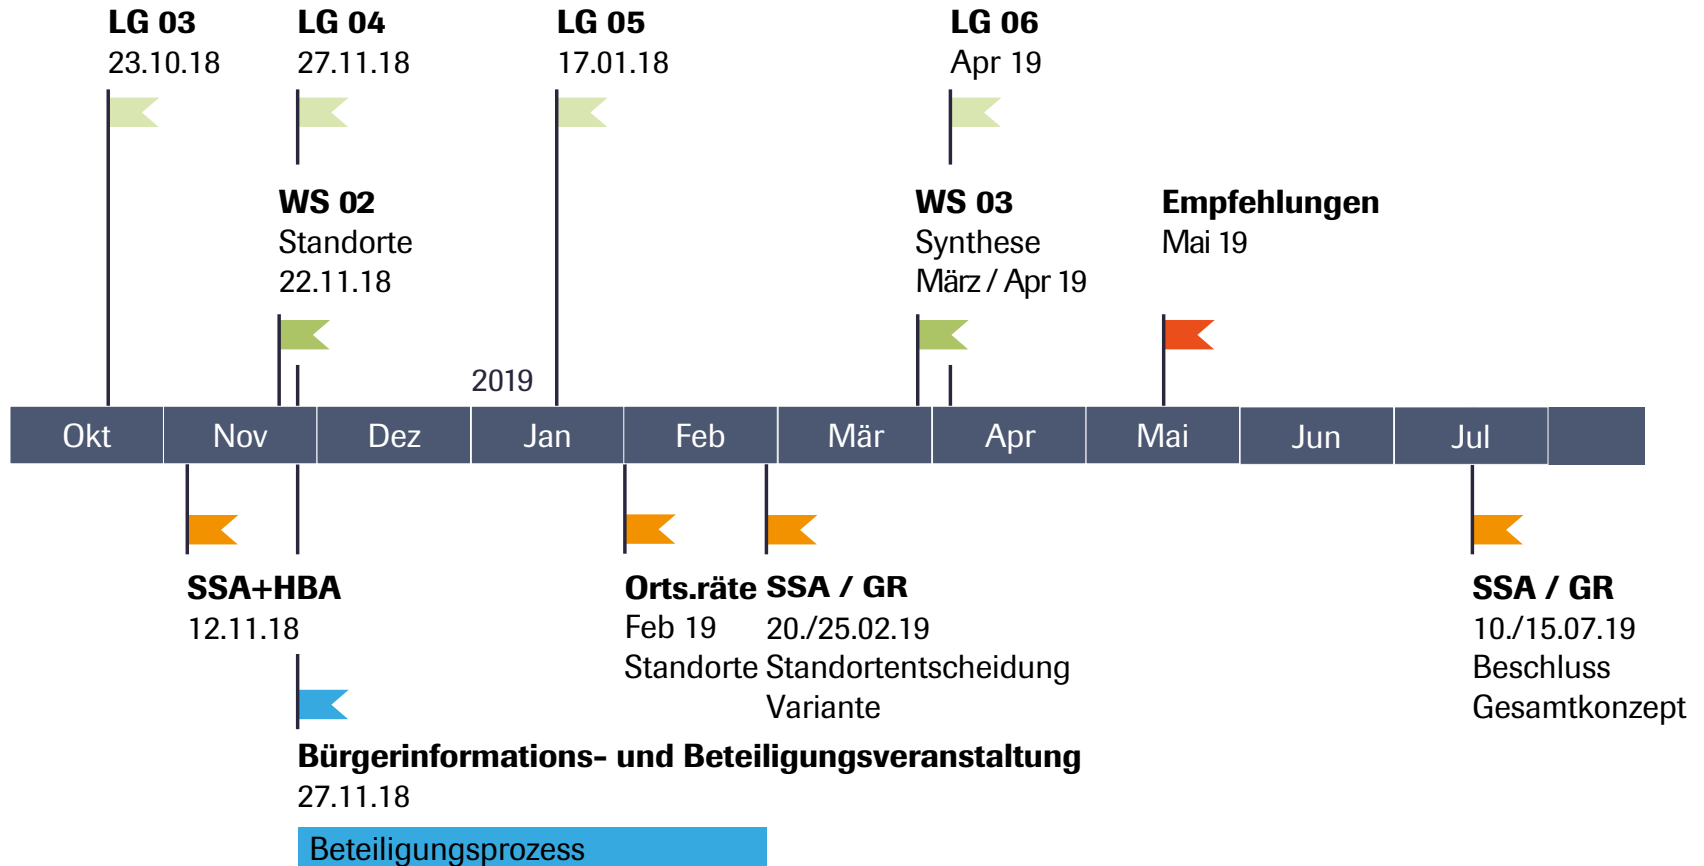 LG 03
23.10.18
LG 04
27.11.18
LG 05
17.01.18
LG 06
Apr 19
WS 02
Standorte
22.11.18
WS 03
Synthese
März / Apr 19
Empfehlungen
Mai 19
2019
Okt
Nov
Dez
Jan
Feb
Mär
Apr
Mai
Jun
Jul
SSA+HBA
12.11.18
Orts.räte
Feb 19
Standorte
SSA / GR
20./25.02.19
Standortentscheidung
Variante
SSA / GR
10./15.07.19
Beschluss
Gesamtkonzept
Bürgerinformations- und Beteiligungsveranstaltung
27.11.18
Beteiligungsprozess